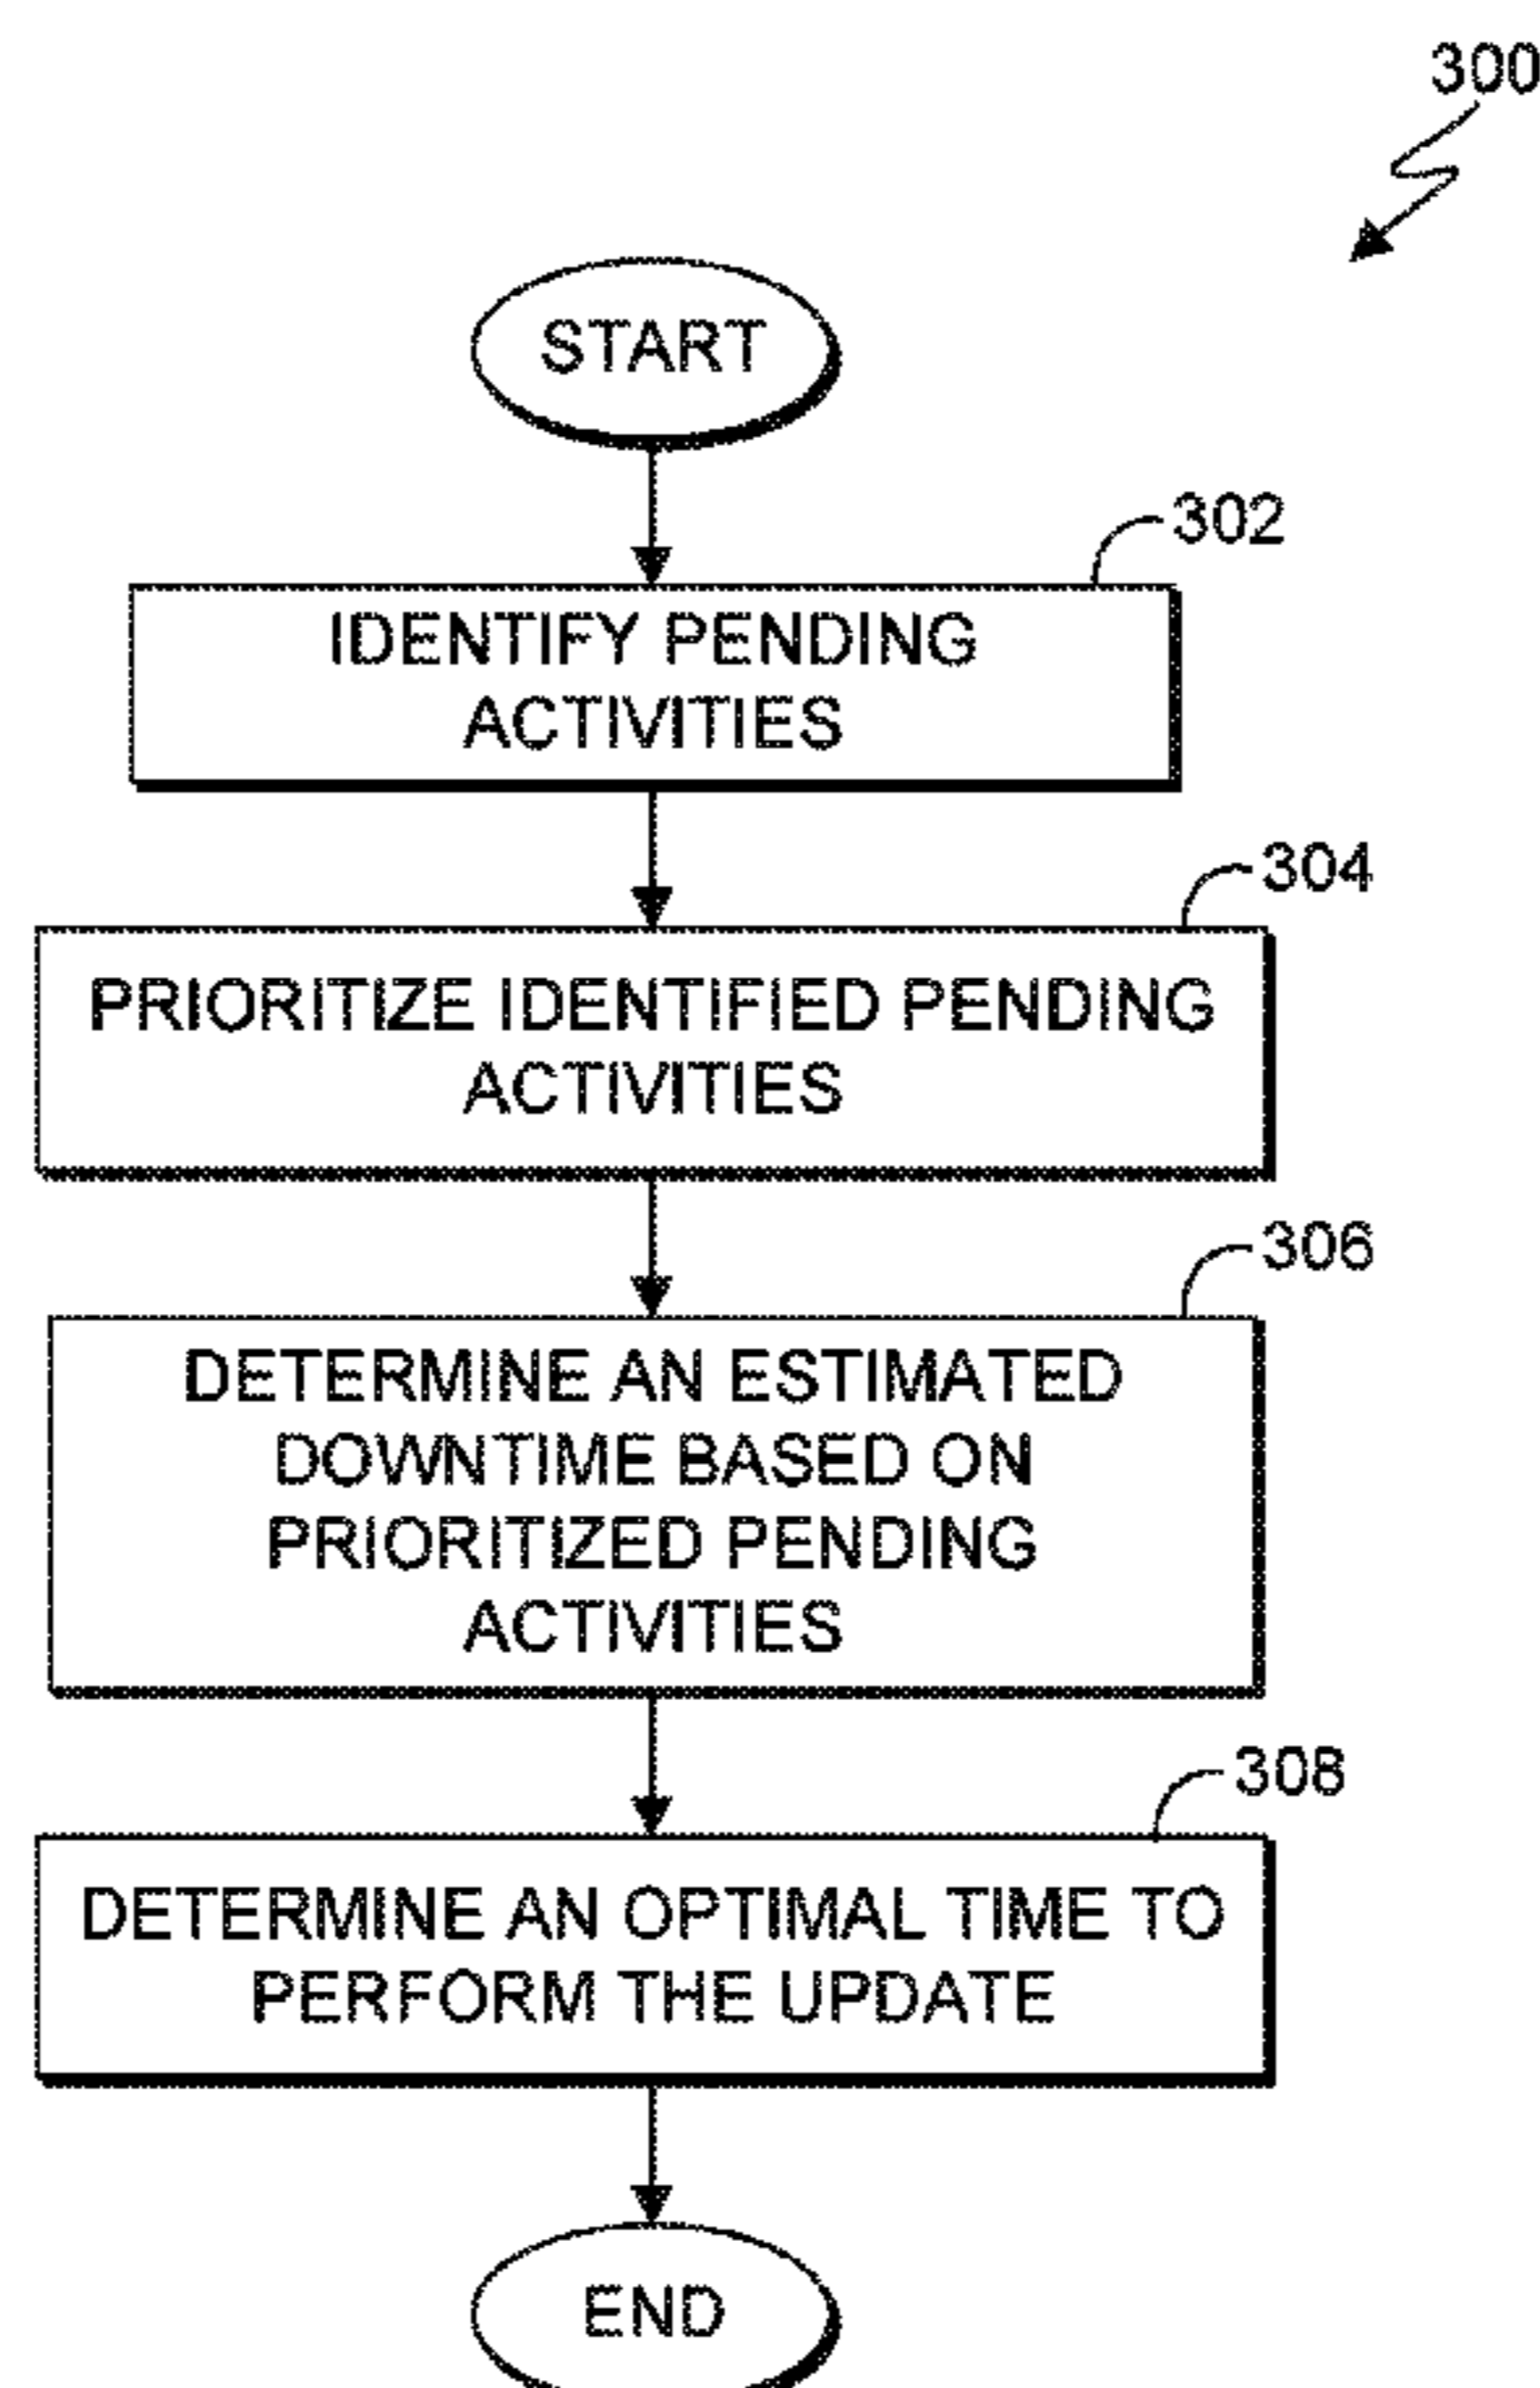 300
START
302
IDENTIFY PENDING
ACTIVITIES
304
PRIORITIZE IDENTIFIED PENDING
ACTIVITIES
306
DETERMINE AN ESTIMATED
DOWNTIME BASED ON
PRIORITIZED PENDING
ACTIVITIES
308
DETERMINE AN OPTIMAL TIME TO
PERFORM THE UPDATE
END